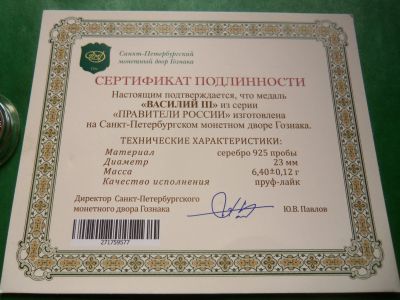 Санкт-Петербургский
монетный двор Гознака
СЕРТИФИКАТ ПОДЛИННОСТИ
Настоящим подтверждается, что медаль
«ВАСИЛИЙ III» из серии
«ПРАВИТЕЛИ РОССИИ» изготовлена
на Санкт-Петербургском монетном дворе Гознака.
ТЕХНИЧЕСКИЕ ХАРАКТЕРИСТИКИ:
Материал серебро 925 пробы
Диаметр 23 мм
Масса 6,40±0,12 г
Качество исполнения пруф-лайк
Директор Санкт-Петербургского
монетного двора Гознака Ю.В. Павлов
271759577